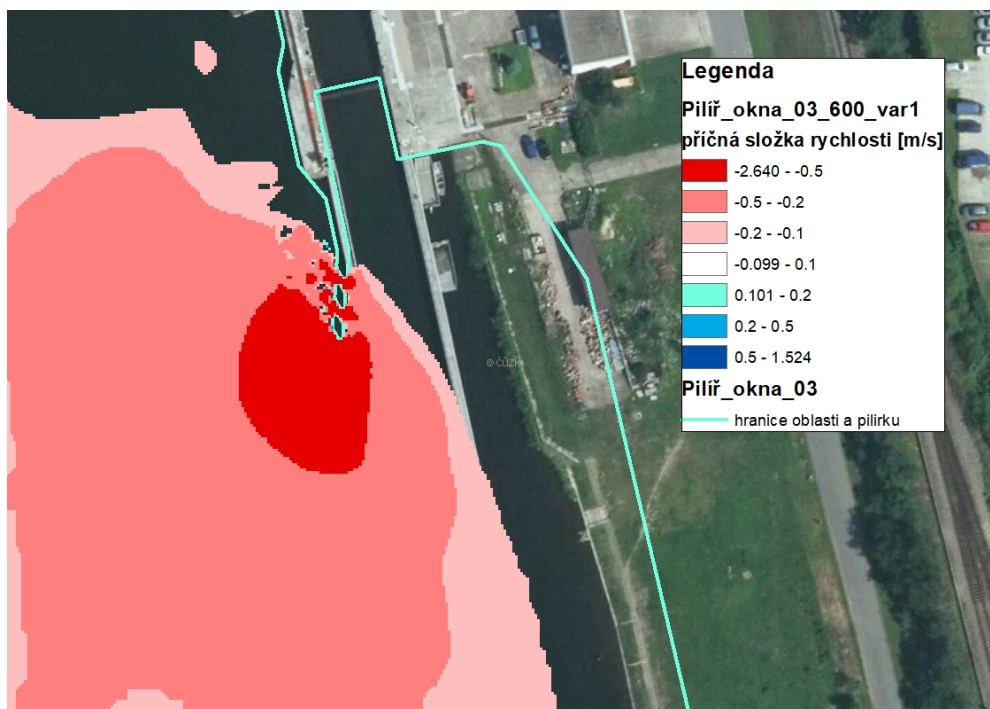 Legenda
Pilíř_okna_03_600_var1
příčná složka rychlosti [m/s]
-2.640 - -0.5
-0.5 - -0.2
-0.2 - -0.1
-0.099 - 0.1
0.101 - 0.2
0.2 - 0.5
0.5 - 1.524
Pilíř_okna_03
hranice oblasti a pilirku
© ČÚZK